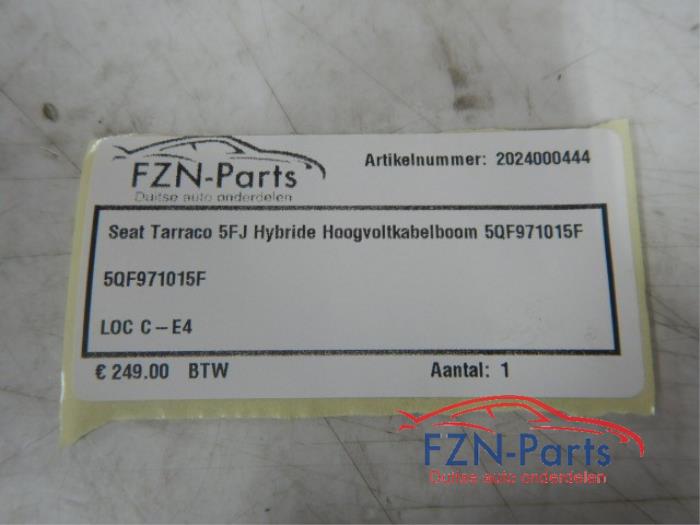 FZN-Parts
Duitse auto onderdelen
Artikelnummer: 2024000444
Seat Tarraco 5FJ Hybride Hoogvoltkabelboom 5QF971015F
5QF971015F
LOC C - E4
€ 249.00 BTW
Aantal: 1
FZN-Parts
Duitse auto onderdelen